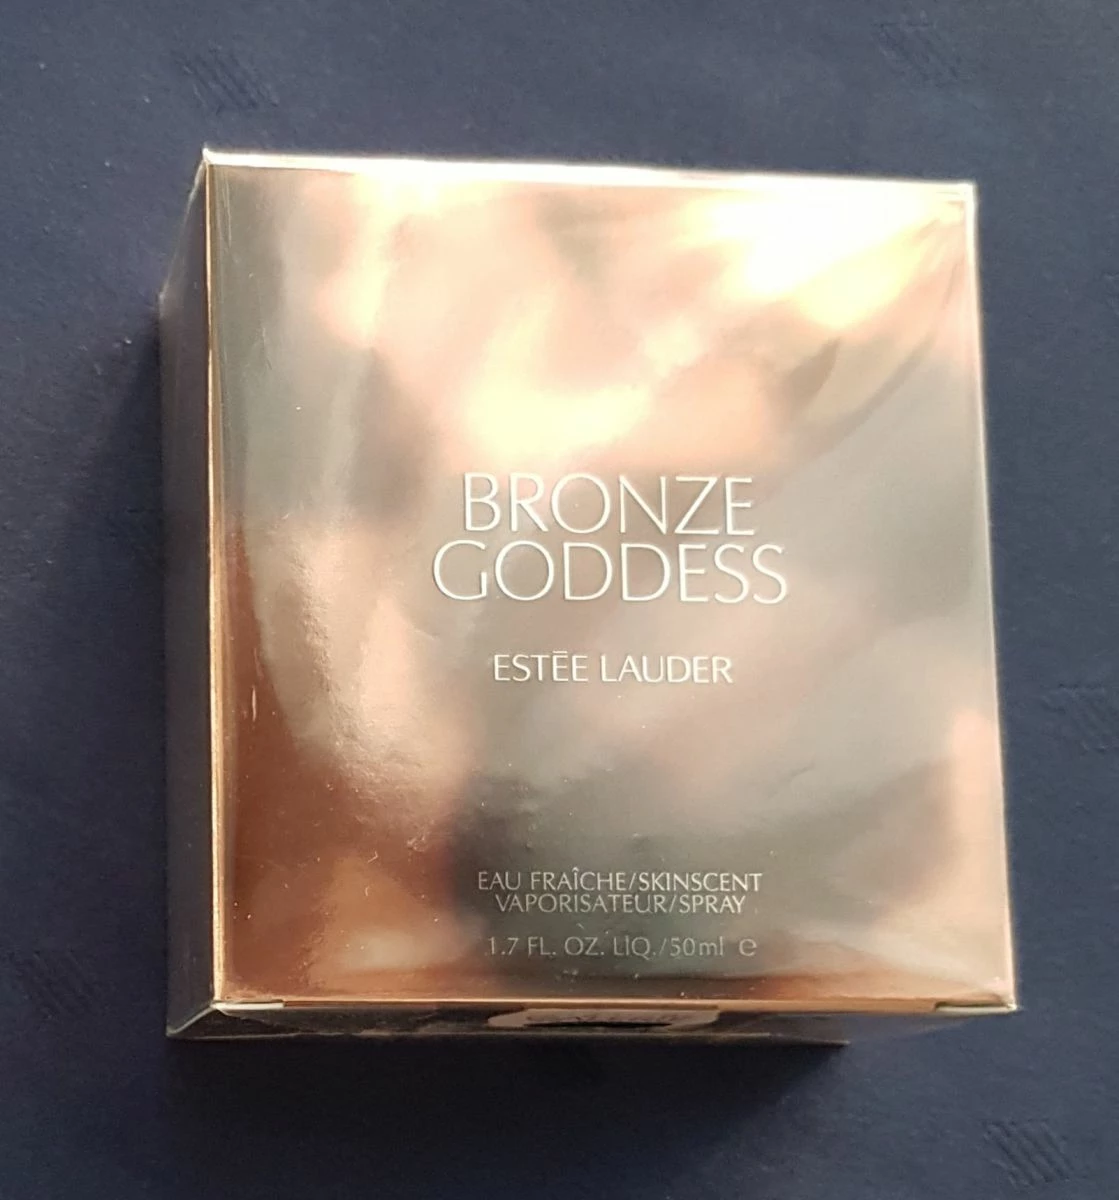 BRONZE
GODDESS
ESTĒE LAUDER
EAU FRAÎCHE/SKINSCENT
VAPORISATEUR/SPRAY
1.7 FL. OZ. LIQ./50ml ℮